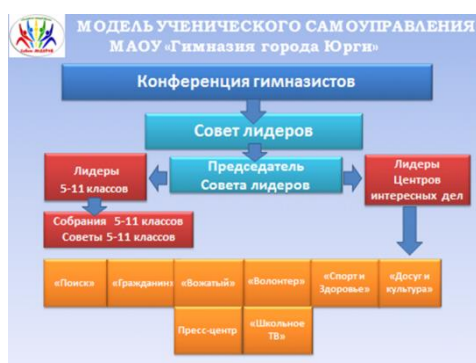 МОДЕЛЬ УЧЕНИЧЕСКОГО САМОУПРАВЛЕНИЯ
МАОУ «Гимназия города Юрги»
Конференция гимназистов
Совет лидеров
Председатель
Совета лидеров
Лидеры
5-11 классов
Лидеры
Центров
интересных дел
Собрания 5-11 классов
Советы 5-11 классов
«Поиск»
«Гражданин»
«Вожатый»
«Волонтер»
«Спорт и
Здоровье»
«Досуг и
культура»
Пресс-центр
«Школьное
ТВ»